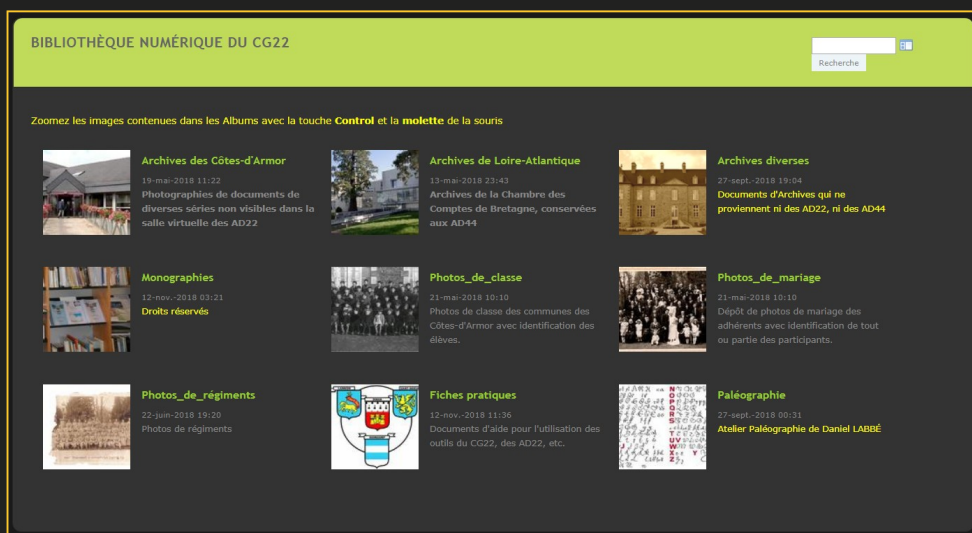 BIBLIOTHÈQUE NUMÉRIQUE DU CG22
Recherche
Zoomez les images contenues dans les Albums avec la touche Control et la molette de la souris
Archives des Côtes-d'Armor
19-mai-2018 11:22
Photographies de documents de
diverses séries non visibles dans la
salle virtuelle des AD22
Archives de Loire-Atlantique
13-mai-2018 23:43
Archives de la Chambre des
Comptes de Bretagne, conservées
aux AD44
Archives diverses
27-sept.-2018 19:04
Documents d'Archives qui ne
proviennent ni des AD22, ni des AD44
Monographies
12-nov.-2018 03:21
Droits réservés
Photos_de_classe
21-mai-2018 10:10
Photos de classe des communes des
Côtes-d'Armor avec identification des
élèves.
Photos_de_mariage
21-mai-2018 10:10
Dépôt de photos de mariage des
adhérents avec identification de tout
ou partie des participants.
Photos_de_régiments
22-juin-2018 19:20
Photos de régiments
Fiches pratiques
12-nov.-2018 11:36
Documents d'aide pour l'utilisation des
outils du CG22, des AD22, etc.
Paléographie
27-sept.-2018 00:31
Atelier Paléographie de Daniel LABBÉ